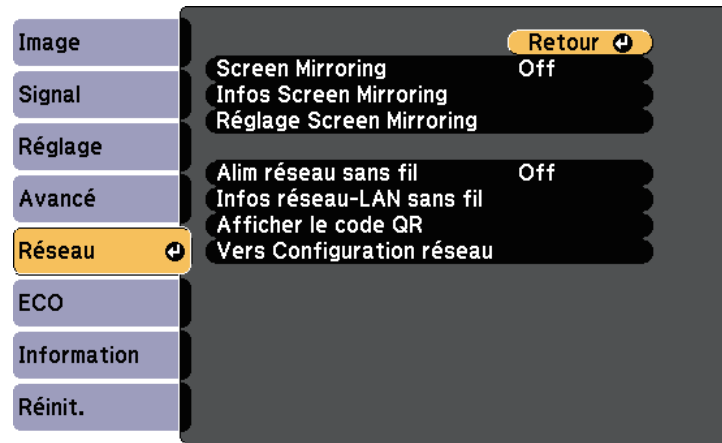 Image
Signal
Réglage
Avancé
Réseau
ECO
Information
Réinit.
Retour
Screen Mirroring Off
Infos Screen Mirroring
Réglage Screen Mirroring
Alim réseau sans fil Off
Infos réseau-LAN sans fil
Afficher le code QR
Vers Configuration réseau